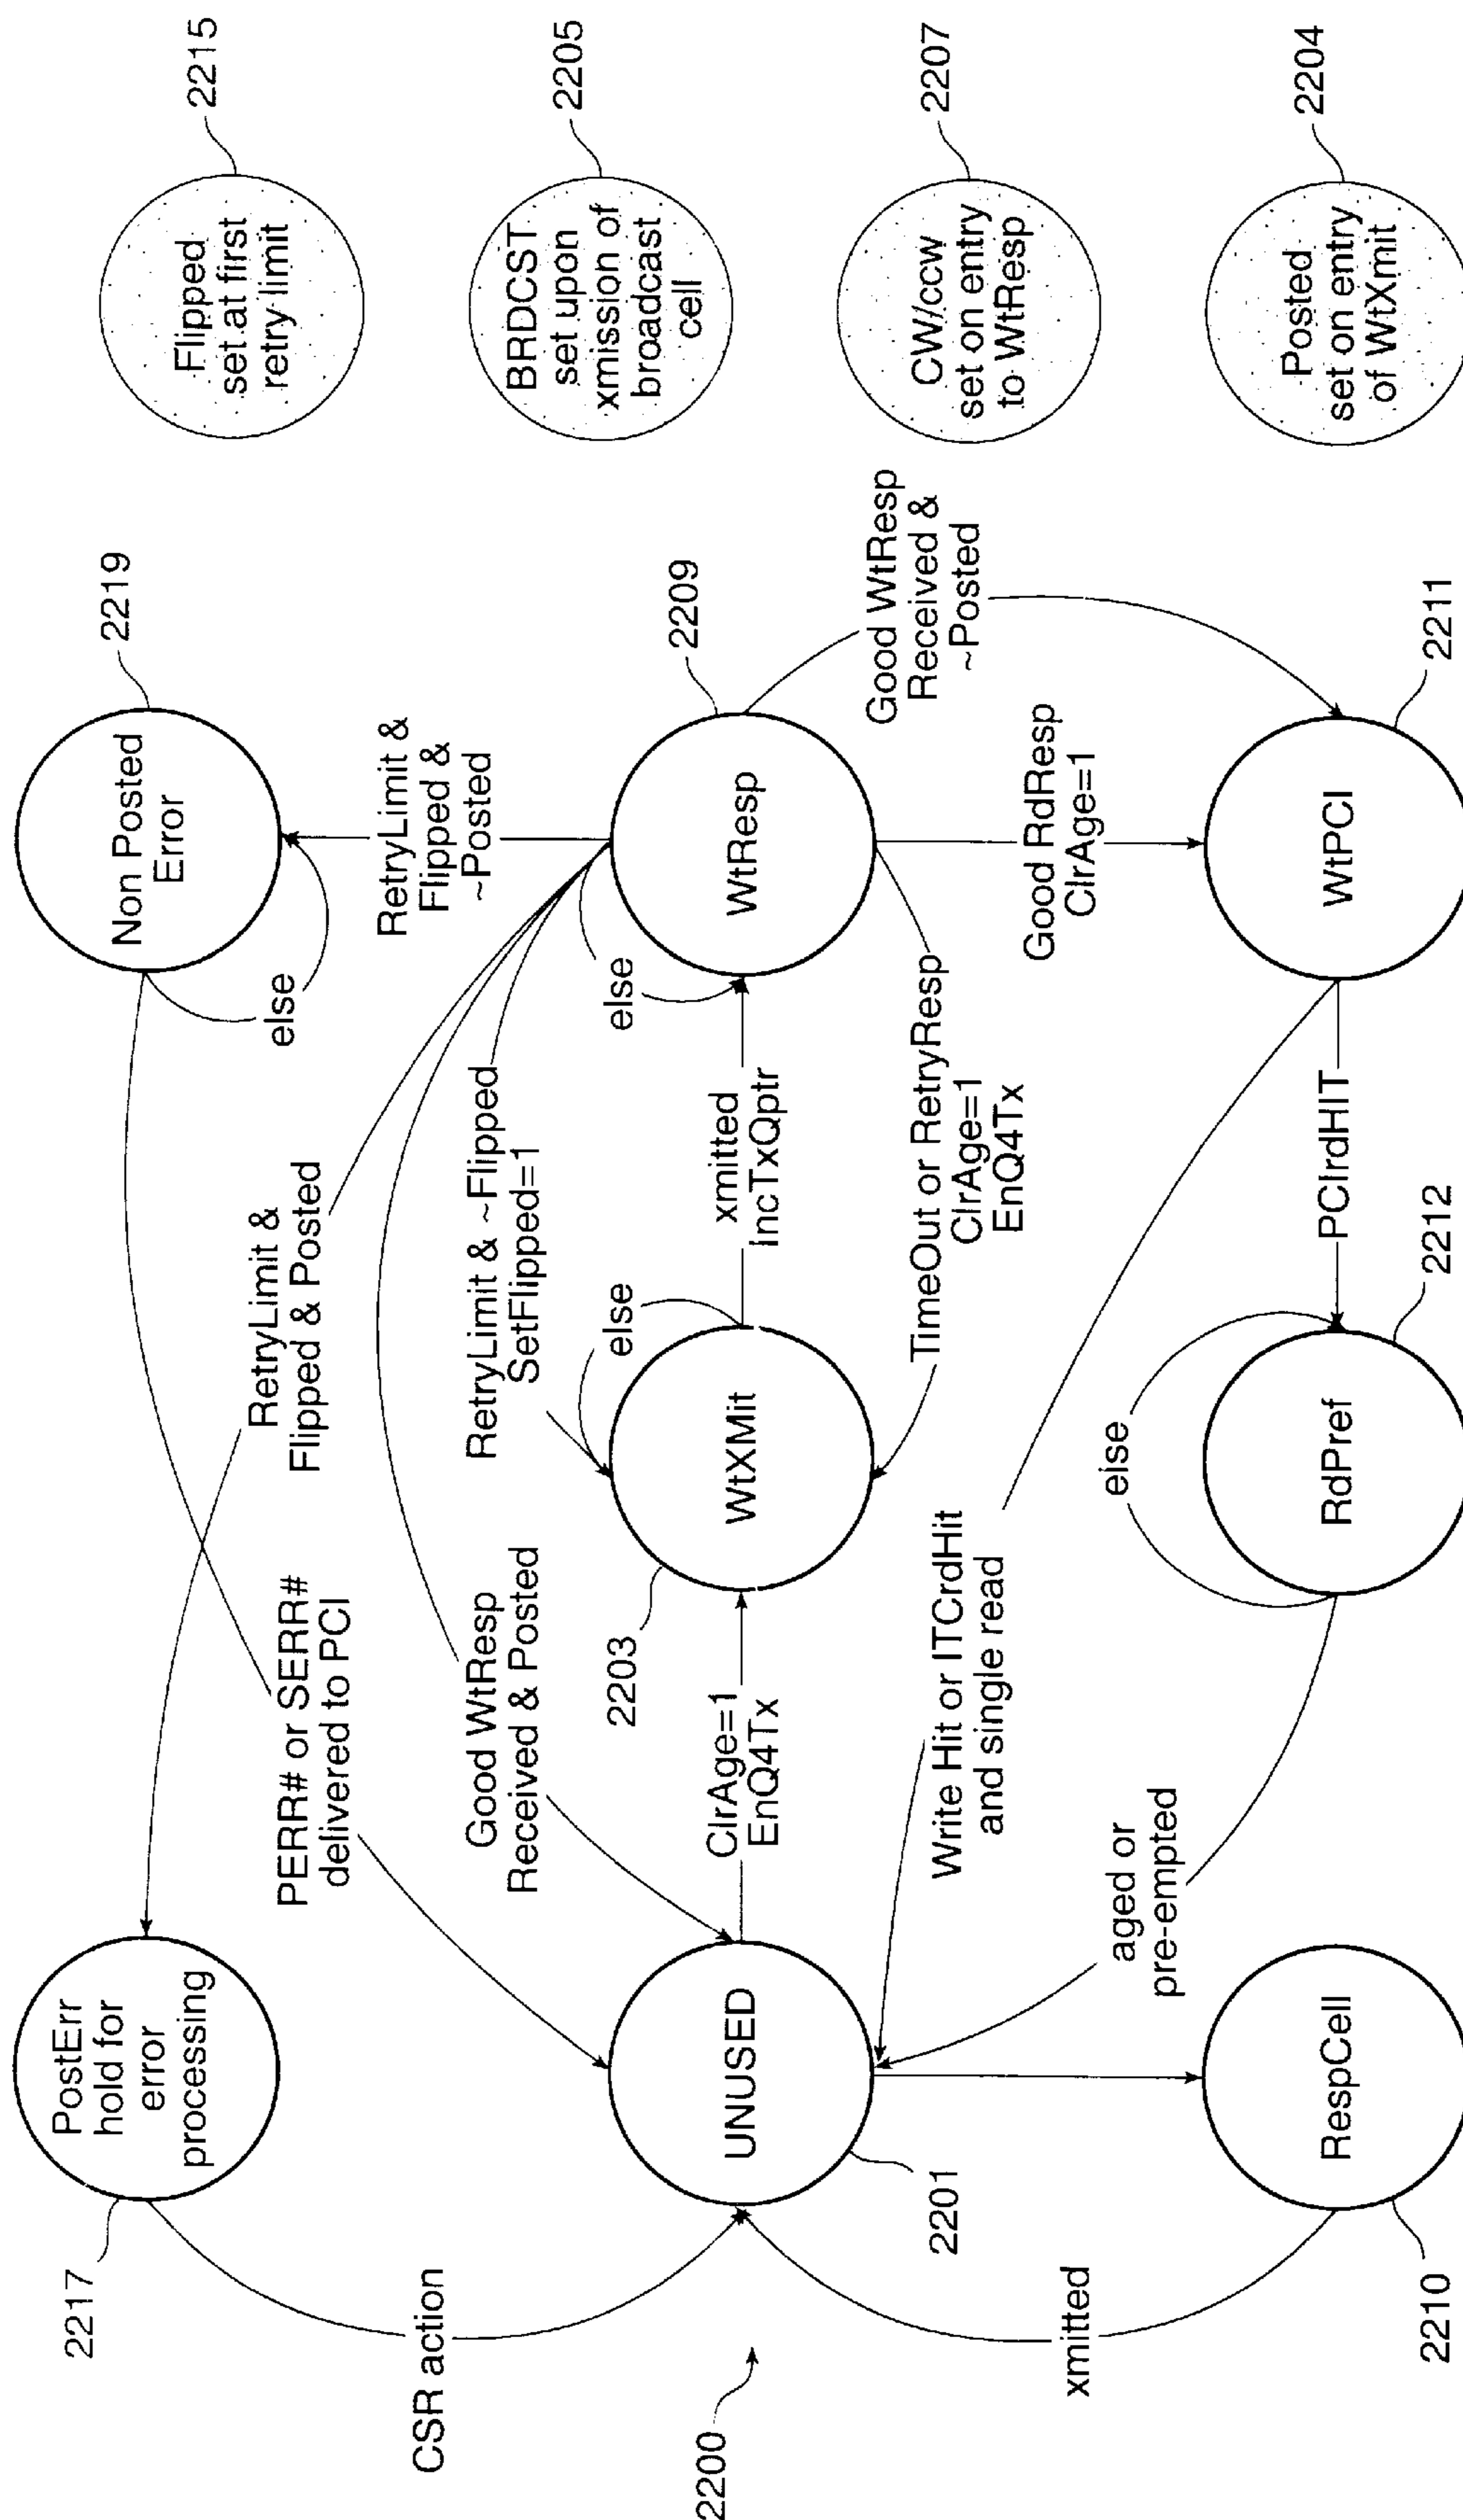 2217
PostErr
hold for
error
processing
CSR action
2200
UNUSED
2201
xmitted
RespCell
2210
PERR# or SERR#
delivered to PCI
RetryLimit &
Flipped & Posted
Good WtResp
Received & Posted
ClrAge=1
EnQ4Tx
Write Hit or ITCrdHit
and single read
aged or
pre-empted
2203
WtXMit
else
RetryLimit & ~Flipped
SetFlipped=1
xmitted
IncTxQptr
TimeOut or RetryResp
ClrAge=1
EnQ4Tx
else
RdPref
2212
PCIrdHIT
else
Non Posted
Error
2219
RetryLimit &
Flipped &
~Posted
else
WtResp
2209
Good RdResp
ClrAge=1
Good WtResp
Received &
~Posted
WtPCI
2211
Flipped
set at first
retry limit
2215
BRDCST
set upon
xmission of
broadcast
cell
2205
CW/ccw
set on entry
to WtResp
2207
Posted
set on entry
of WtXmit
2204